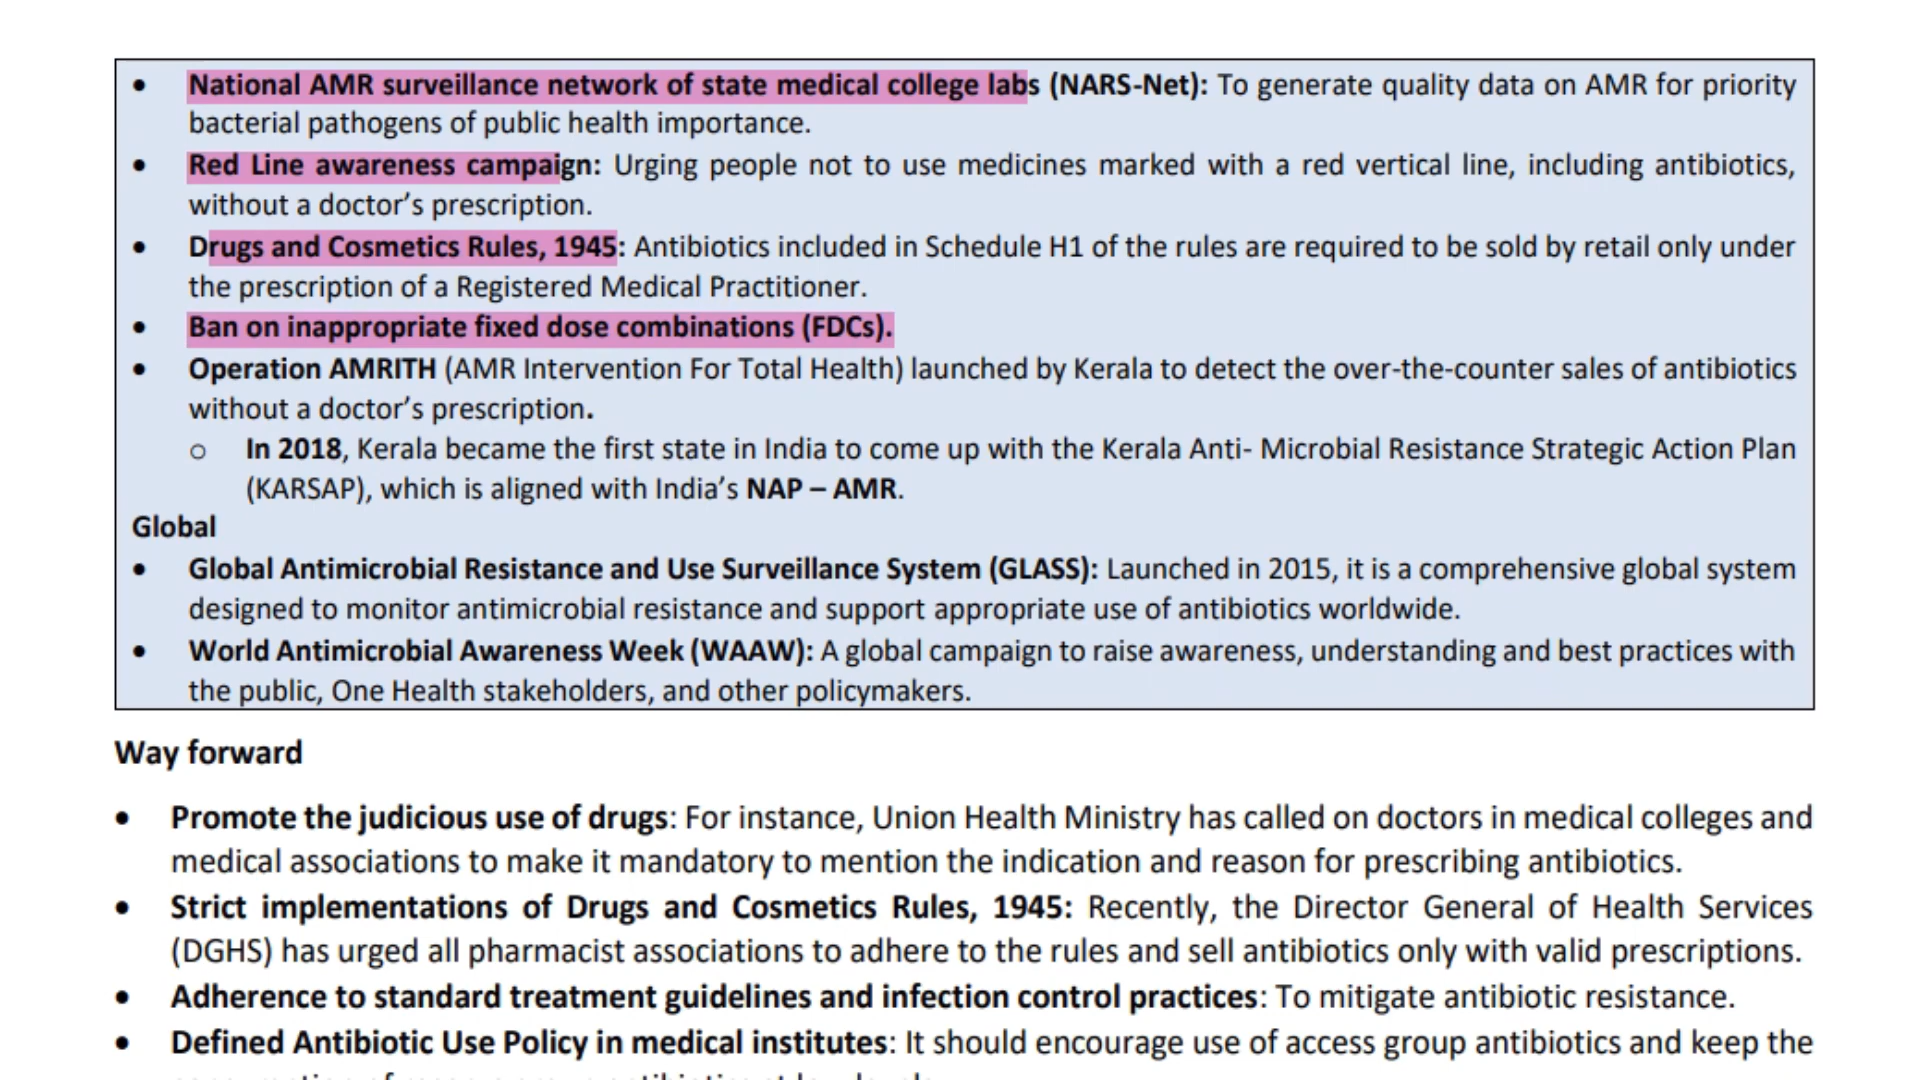 • National AMR surveillance network of state medical college labs (NARS-Net): To generate quality data on AMR for priority
bacterial pathogens of public health importance.
• Red Line awareness campaign: Urging people not to use medicines marked with a red vertical line, including antibiotics,
without a doctor’s prescription.
• Drugs and Cosmetics Rules, 1945: Antibiotics included in Schedule H1 of the rules are required to be sold by retail only under
the prescription of a Registered Medical Practitioner.
• Ban on inappropriate fixed dose combinations (FDCs).
• Operation AMRITH (AMR Intervention For Total Health) launched by Kerala to detect the over-the-counter sales of antibiotics
without a doctor’s prescription.
o In 2018, Kerala became the first state in India to come up with the Kerala Anti- Microbial Resistance Strategic Action Plan
(KARSAP), which is aligned with India’s NAP – AMR.
Global
• Global Antimicrobial Resistance and Use Surveillance System (GLASS): Launched in 2015, it is a comprehensive global system
designed to monitor antimicrobial resistance and support appropriate use of antibiotics worldwide.
• World Antimicrobial Awareness Week (WAAW): A global campaign to raise awareness, understanding and best practices with
the public, One Health stakeholders, and other policymakers.
Way forward
• Promote the judicious use of drugs: For instance, Union Health Ministry has called on doctors in medical colleges and
medical associations to make it mandatory to mention the indication and reason for prescribing antibiotics.
• Strict implementations of Drugs and Cosmetics Rules, 1945: Recently, the Director General of Health Services
(DGHS) has urged all pharmacist associations to adhere to the rules and sell antibiotics only with valid prescriptions.
• Adherence to standard treatment guidelines and infection control practices: To mitigate antibiotic resistance.
• Defined Antibiotic Use Policy in medical institutes: It should encourage use of access group antibiotics and keep the